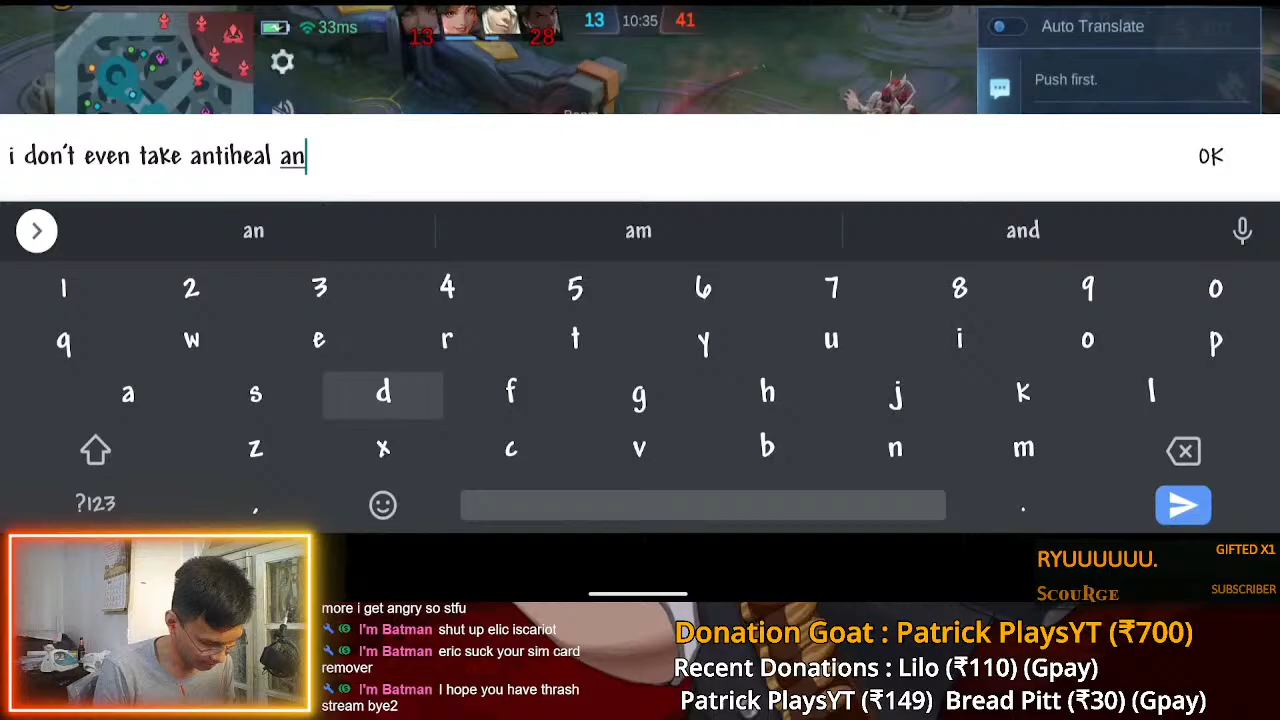 33ms
13 10:35 41
13 28
Auto Translate
Push first.
i don't even take antiheal an
OK
an am and
1 2 3 4 5 6 7 8 9 0
q w e r t y u i o p
a s d f g h j k l
z x c v b n m
?123 , .
RYUUUUUU. GIFTED X1
ScouRge SUBSCRIBER
more i get angry so stfu
I'm Batman shut up elic iscariot
I'm Batman eric suck your sim card
remover
I'm Batman I hope you have thrash
stream bye2
Donation Goat : Patrick PlaysYT (₹700)
Recent Donations : Lilo (₹110) (Gpay)
Patrick PlaysYT (₹149) Bread Pitt (₹30) (Gpay)